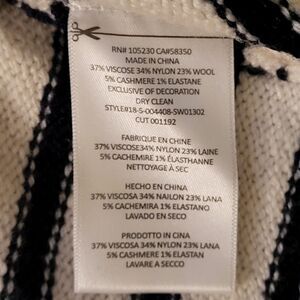 RN# 105230 CA#58350
MADE IN CHINA
37% VISCOSE 34% NYLON 23% WOOL
5% CASHMERE 1% ELASTANE
EXCLUSIVE OF DECORATION
DRY CLEAN
STYLE#18-S-004408-SW01302
CUT 001192
FABRIQUE EN CHINE
37% VISCOSE34% NYLON 23% LAINE
5% CACHEMIRE 1% ÉLASTHANNE
NETTOYAGE À SEC
HECHO EN CHINA
37% VISCOSA 34% NAILON 23% LANA
5% CACHEMIRA 1% ELASTANO
LAVADO EN SECO
PRODOTTO IN CINA
37% VISCOSA 34% NYLON 23% LANA
5% CASHMERE 1% ELASTAN
LAVARE A SECCO